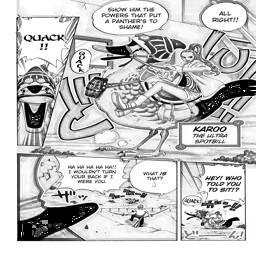 SHOW HIM THE
POWERS THAT PUT
A PANTHER'S TO
SHAME!
ALL
RIGHT!!
QUACK
!!
QUACK
KAROO
THE ULTRA
SPOTBILL
HA HA HA HA HA!!
I WOULDN'T TURN
YOUR BACK IF I
WERE YOU.
WHAT IS
THAT?
HEY! WHO
TOLD YOU
TO SIT!?
QUACK!